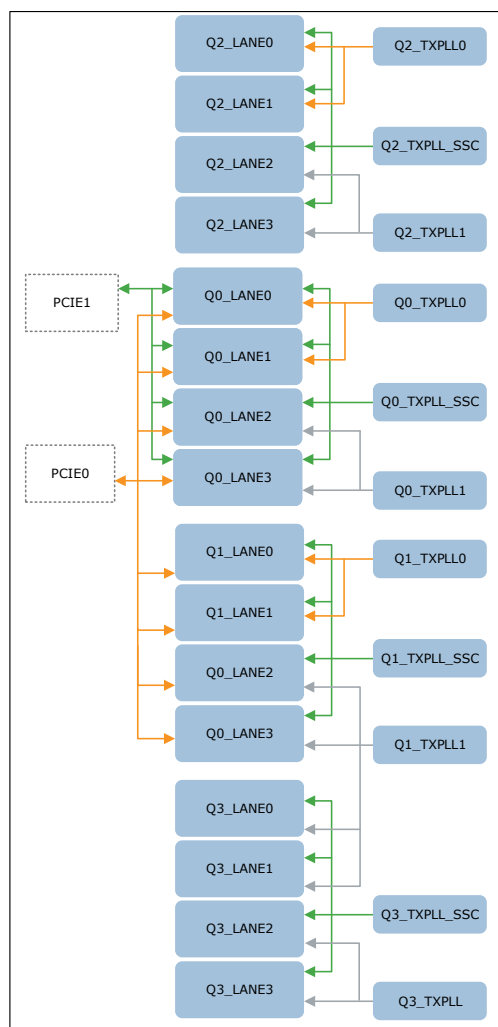 Q2_LANE0
Q2_TXPLL0
Q2_LANE1
Q2_LANE2
Q2_TXPLL_SSC
Q2_LANE3
Q2_TXPLL1
PCIE1
Q0_LANE0
Q0_TXPLL0
Q0_LANE1
Q0_LANE2
Q0_TXPLL_SSC
PCIE0
Q0_LANE3
Q0_TXPLL1
Q1_LANE0
Q1_TXPLL0
Q1_LANE1
Q0_LANE2
Q1_TXPLL_SSC
Q0_LANE3
Q1_TXPLL1
Q3_LANE0
Q3_LANE1
Q3_LANE2
Q3_TXPLL_SSC
Q3_LANE3
Q3_TXPLL